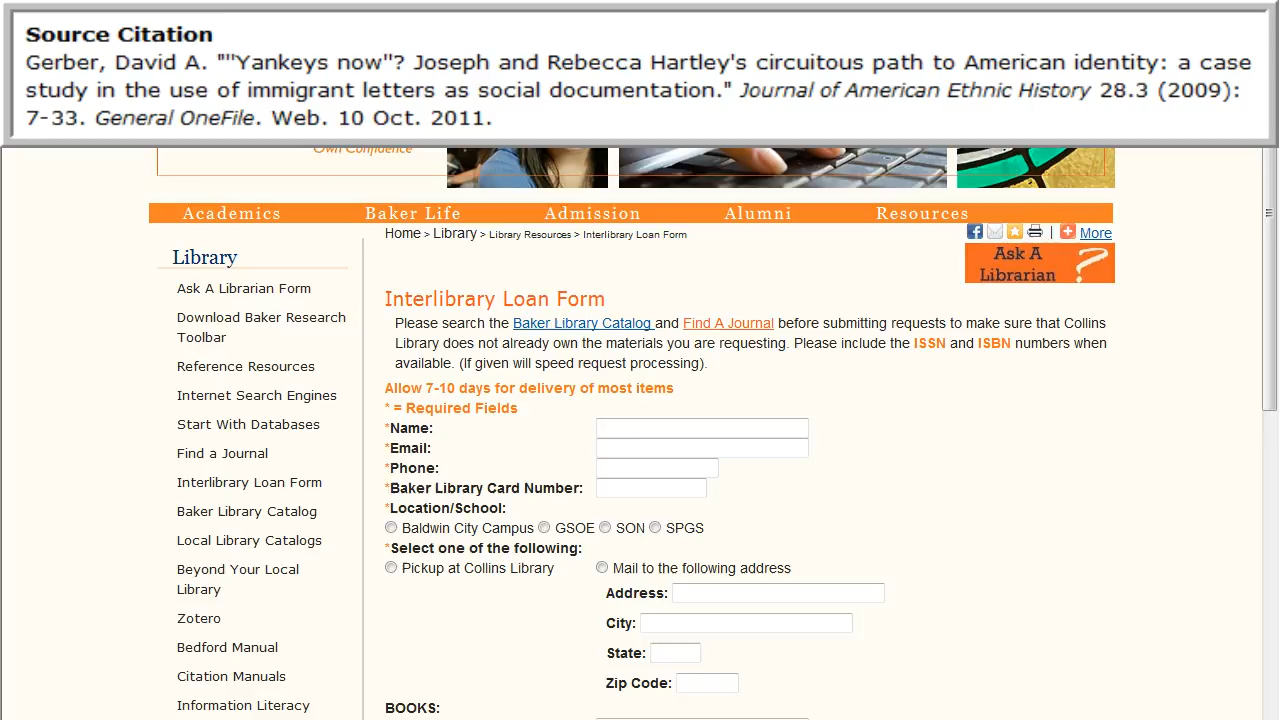 Source Citation
Gerber, David A. ""Yankeys now"? Joseph and Rebecca Hartley's circuitous path to American identity: a case
study in the use of immigrant letters as social documentation." Journal of American Ethnic History 28.3 (2009):
7-33. General OneFile. Web. 10 Oct. 2011.
Own Confidence
Academics Baker Life Admission Alumni Resources
Home > Library > Library Resources > Interlibrary Loan Form
| More
Ask A
Librarian ?
Library
Ask A Librarian Form
Download Baker Research
Toolbar
Reference Resources
Internet Search Engines
Start With Databases
Find a Journal
Interlibrary Loan Form
Baker Library Catalog
Local Library Catalogs
Beyond Your Local
Library
Zotero
Bedford Manual
Citation Manuals
Information Literacy
Interlibrary Loan Form
Please search the Baker Library Catalog and Find A Journal before submitting requests to make sure that Collins
Library does not already own the materials you are requesting. Please include the ISSN and ISBN numbers when
available. (If given will speed request processing).
Allow 7-10 days for delivery of most items
* = Required Fields
*Name:
*Email:
*Phone:
*Baker Library Card Number:
*Location/School:
Baldwin City Campus GSOE SON SPGS
*Select one of the following:
Pickup at Collins Library Mail to the following address
Address:
City:
State:
Zip Code:
BOOKS: